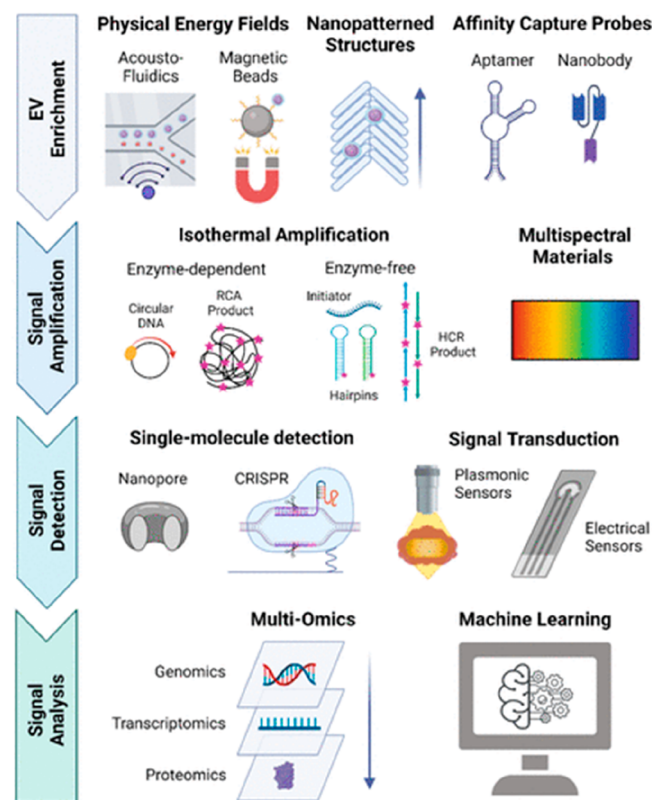 EV
Enrichment
Physical Energy Fields
Nanopatterned
Structures
Affinity Capture Probes
Acousto-
Fluidics
Magnetic
Beads
Aptamer
Nanobody
Signal
Amplification
Isothermal Amplification
Multispectral
Materials
Enzyme-dependent
Enzyme-free
Circular
DNA
RCA
Product
Initiator
HCR
Product
Hairpins
Signal
Detection
Single-molecule detection
Signal Transduction
Nanopore
CRISPR
Plasmonic
Sensors
Electrical
Sensors
Signal
Analysis
Multi-Omics
Machine Learning
Genomics
Transcriptomics
Proteomics